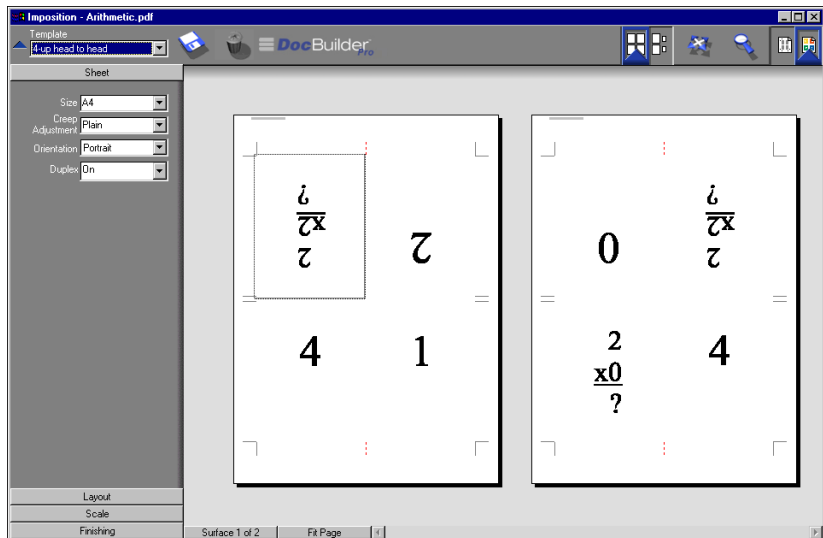 Imposition - Arithmetic.pdf
Template
4-up head to head
DocBuilder Pro
Sheet
Size A4
Creep Adjustment Plain
Orientation Portrait
Duplex On
?
x2
2
2
4
1
0
?
x2
2
2
x0
?
4
Layout
Scale
Finishing
Surface 1 of 2
Fit Page